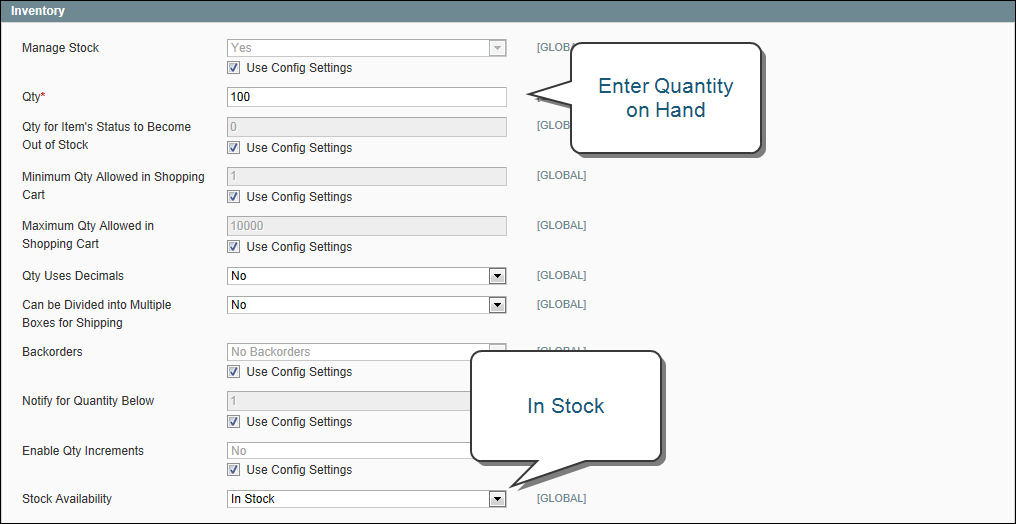 Inventory
Manage Stock
Yes
[GLOBA
Use Config Settings
Qty*
100
Enter Quantity
on Hand
Qty for Item's Status to Become
Out of Stock
0
[GLOB
Use Config Settings
Minimum Qty Allowed in Shopping
Cart
1
[GLOBAL]
Use Config Settings
Maximum Qty Allowed in
Shopping Cart
10000
[GLOBAL]
Use Config Settings
Qty Uses Decimals
No
[GLOBAL]
Can be Divided into Multiple
Boxes for Shipping
No
[GLOBAL]
Backorders
No Backorders
[GLOBAL]
Use Config Settings
Notify for Quantity Below
1
Use Config Settings
In Stock
Enable Qty Increments
No
Use Config Settings
Stock Availability
In Stock
[GLOBAL]